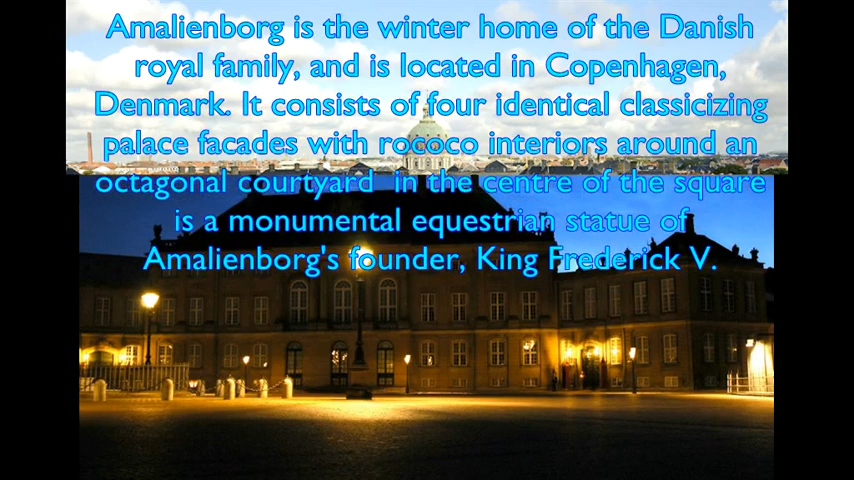 Amalienborg is the winter home of the Danish
royal family, and is located in Copenhagen,
Denmark. It consists of four identical classicizing
palace facades with rococo interiors around an
octagonal courtyard  in the centre of the square
is a monumental equestrian statue of
Amalienborg's founder, King Frederick V.